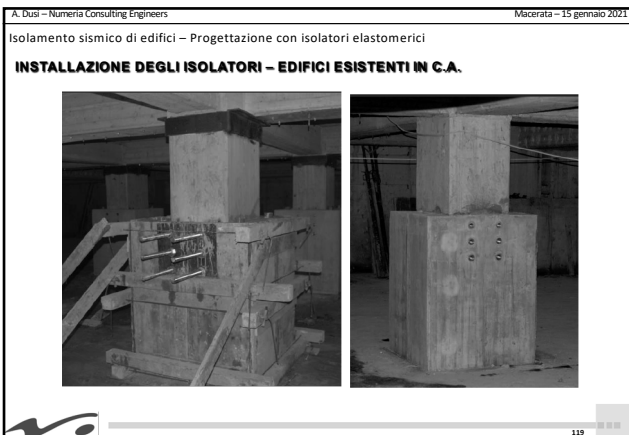 A. Dusi – Numeria Consulting Engineers
Macerata – 15 gennaio 2021
Isolamento sismico di edifici – Progettazione con isolatori elastomerici
INSTALLAZIONE DEGLI ISOLATORI – EDIFICI ESISTENTI IN C.A.
119